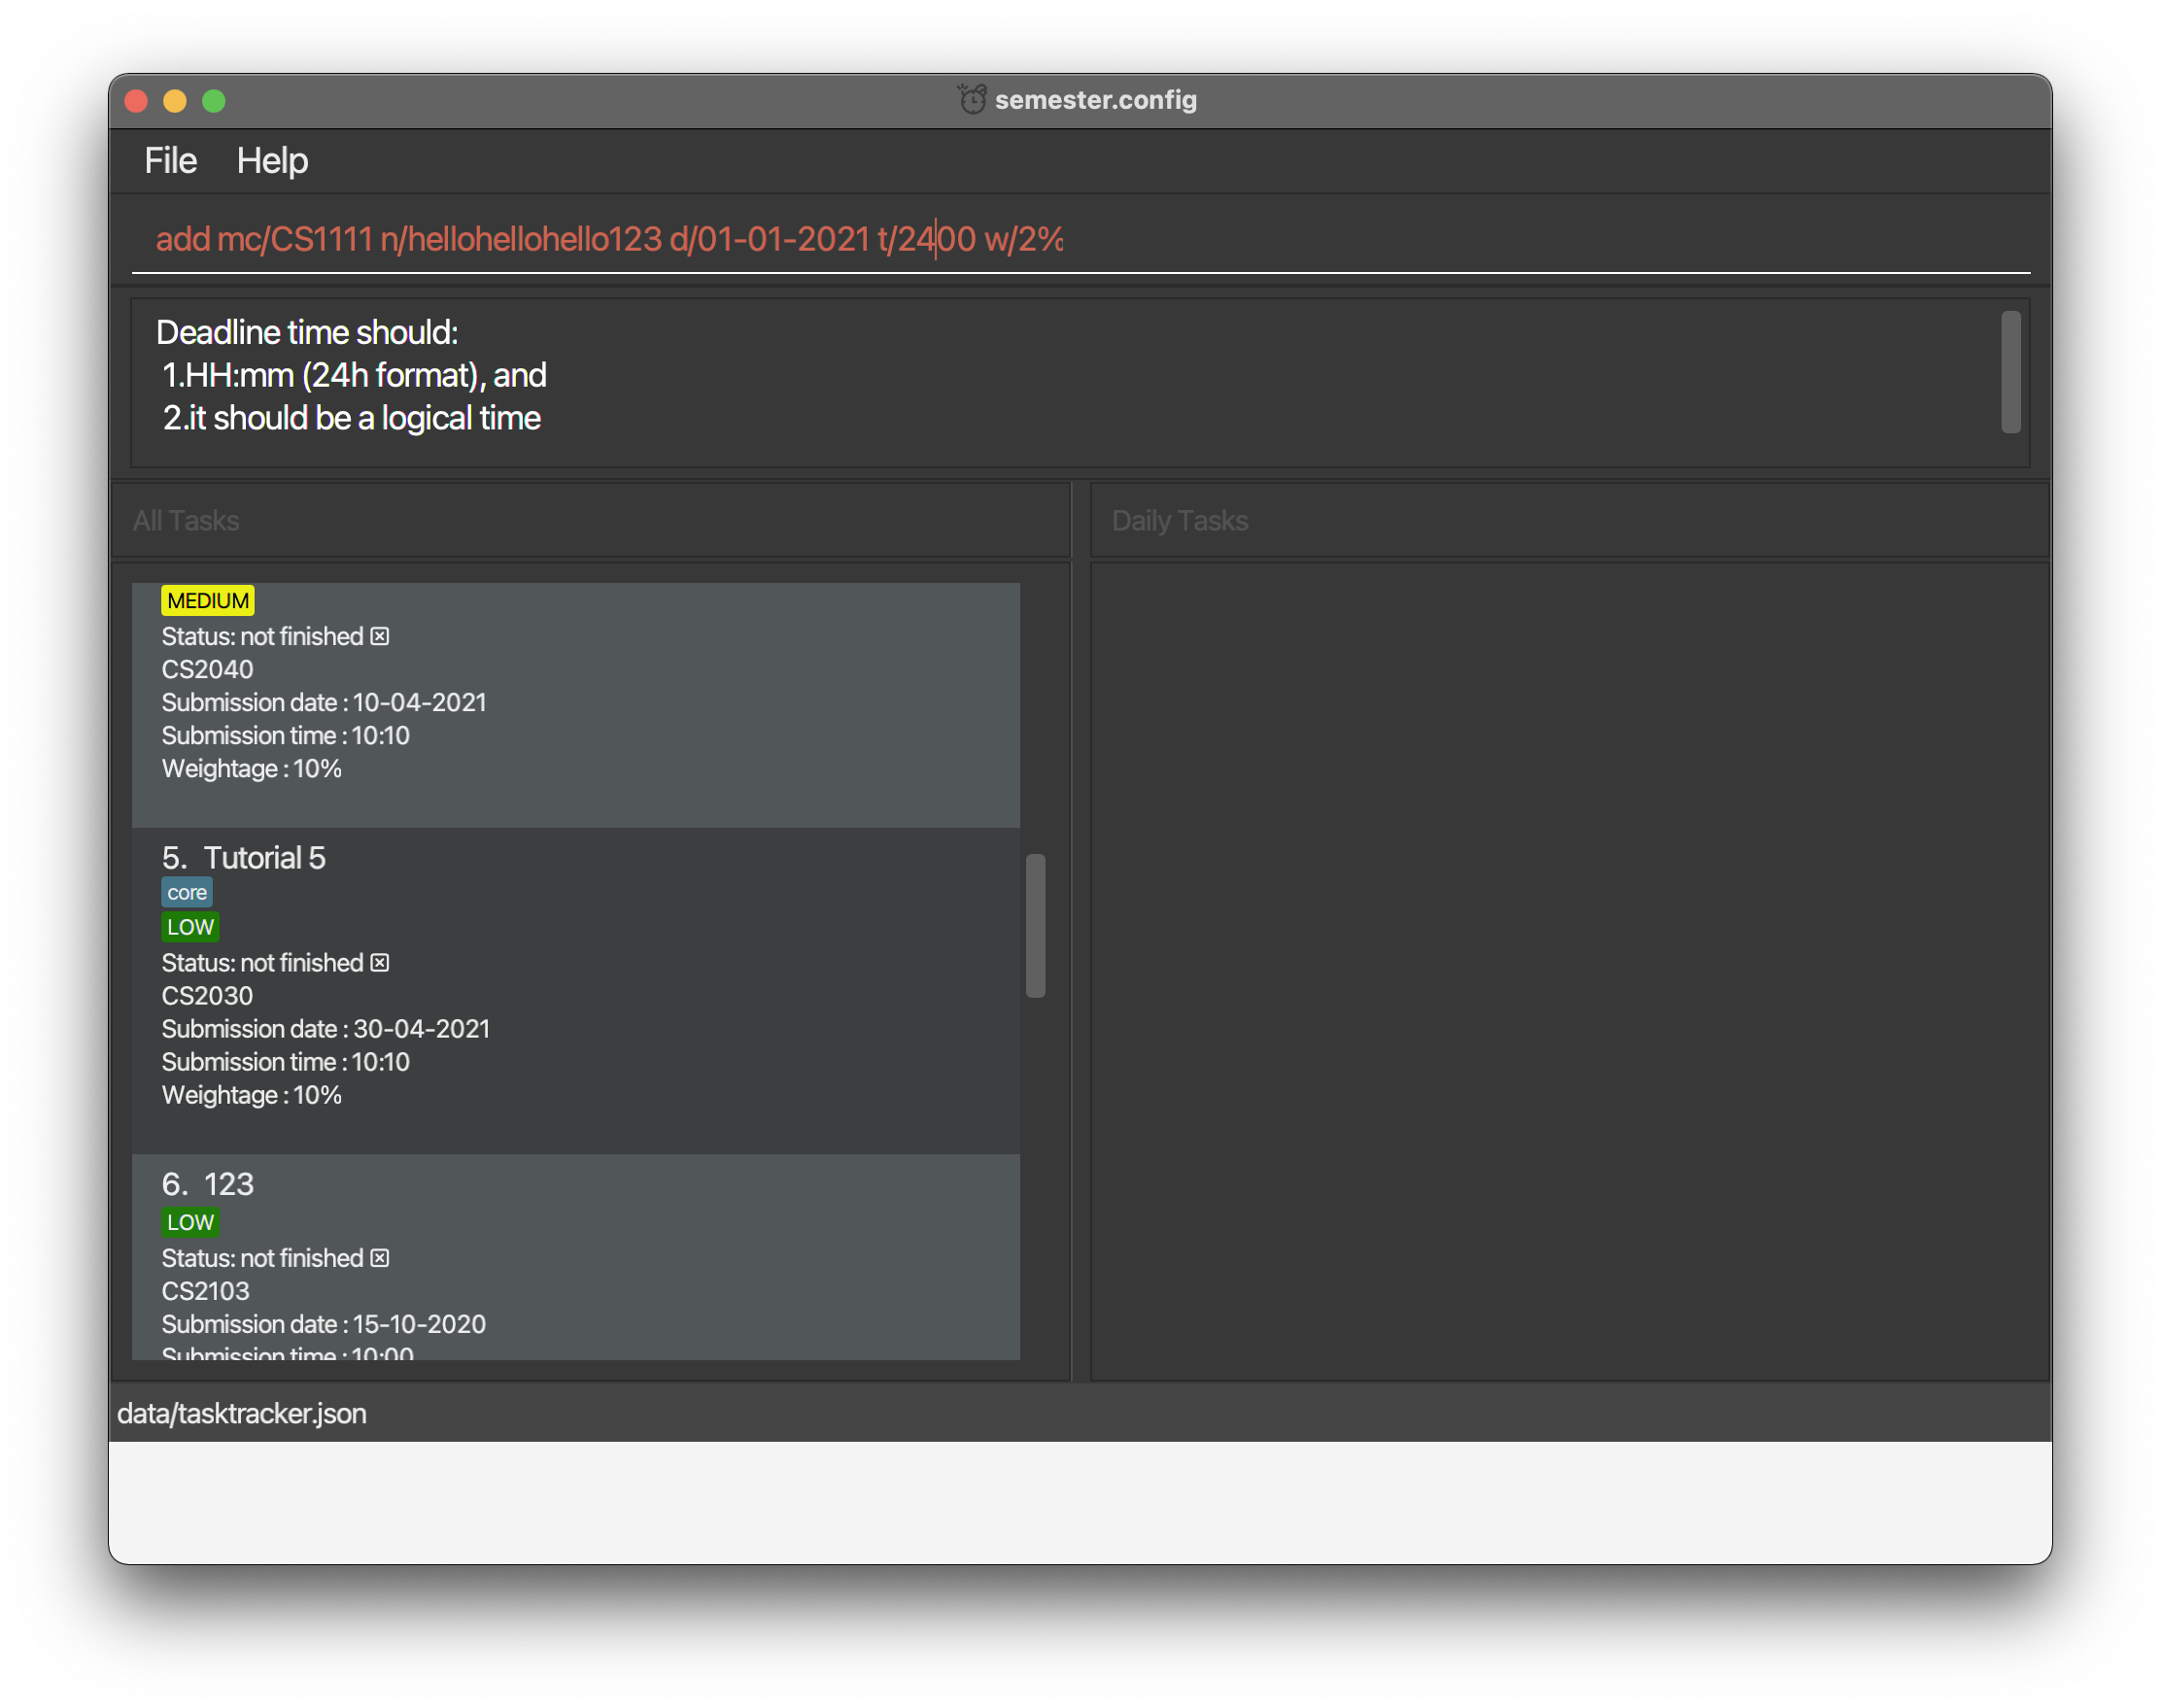 semester.config
File Help
add mc/CS1111 n/hellohellohello123 d/01-01-2021 t/2400 w/2%
Deadline time should:
1.HH:mm (24h format), and
2.it should be a logical time
All Tasks
Daily Tasks
MEDIUM
Status: not finished
CS2040
Submission date : 10-04-2021
Submission time : 10:10
Weightage : 10%
5. Tutorial 5
core
LOW
Status: not finished
CS2030
Submission date : 30-04-2021
Submission time : 10:10
Weightage : 10%
6. 123
LOW
Status: not finished
CS2103
Submission date : 15-10-2020
Submission time : 10:00
data/tasktracker.json